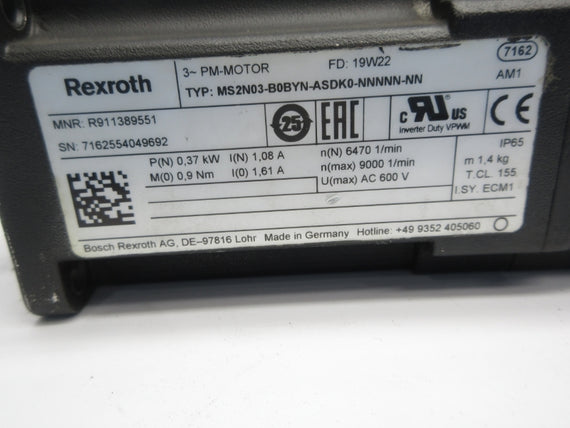 Rexroth
3~ PM-MOTOR FD: 19W22
7162
TYP: MS2N03-B0BYN-ASDK0-NNNNN-NN
AM1
MNR: R911389551
25 EAC
c RU us
Inverter Duty VPWM
CE
SN: 7162554049692
IP65
P(N) 0,37 kW I(N) 1,08 A n(N) 6470 1/min m 1,4 kg
M(0) 0,9 Nm I(0) 1,61 A n(max) 9000 1/min T.CL. 155
U(max) AC 600 V I.SY. ECM1
Bosch Rexroth AG, DE-97816 Lohr Made in Germany Hotline: +49 9352 405060